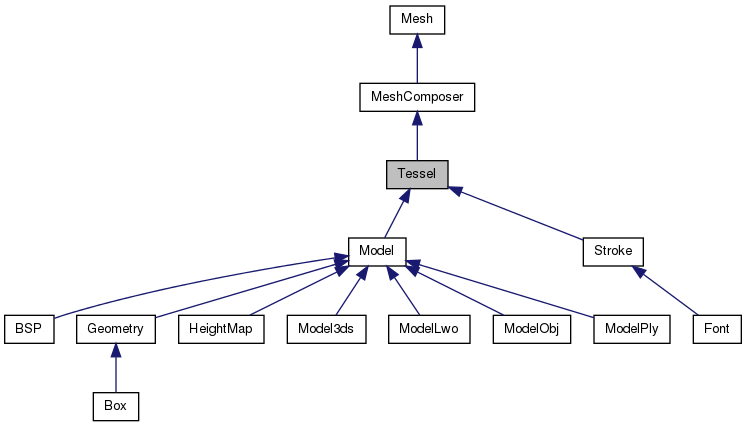 Mesh
MeshComposer
Tessel
Model
Stroke
BSP
Geometry
HeightMap
Model3ds
ModelLwo
ModelObj
ModelPly
Font
Box